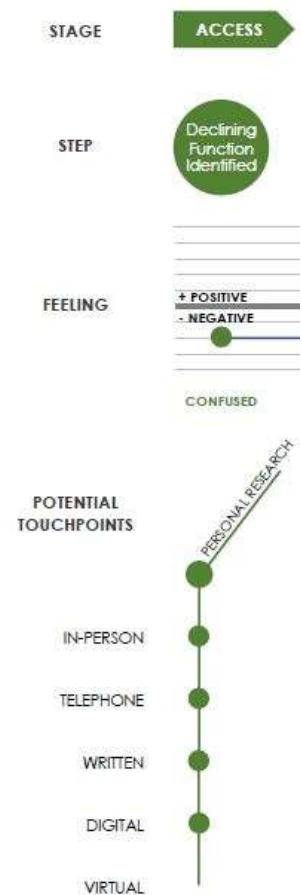 STAGE
ACCESS
STEP
Declining
Function
Identified
FEELING
+ POSITIVE
- NEGATIVE
CONFUSED
POTENTIAL
TOUCHPOINTS
PERSONAL RESEARCH
IN-PERSON
TELEPHONE
WRITTEN
DIGITAL
VIRTUAL